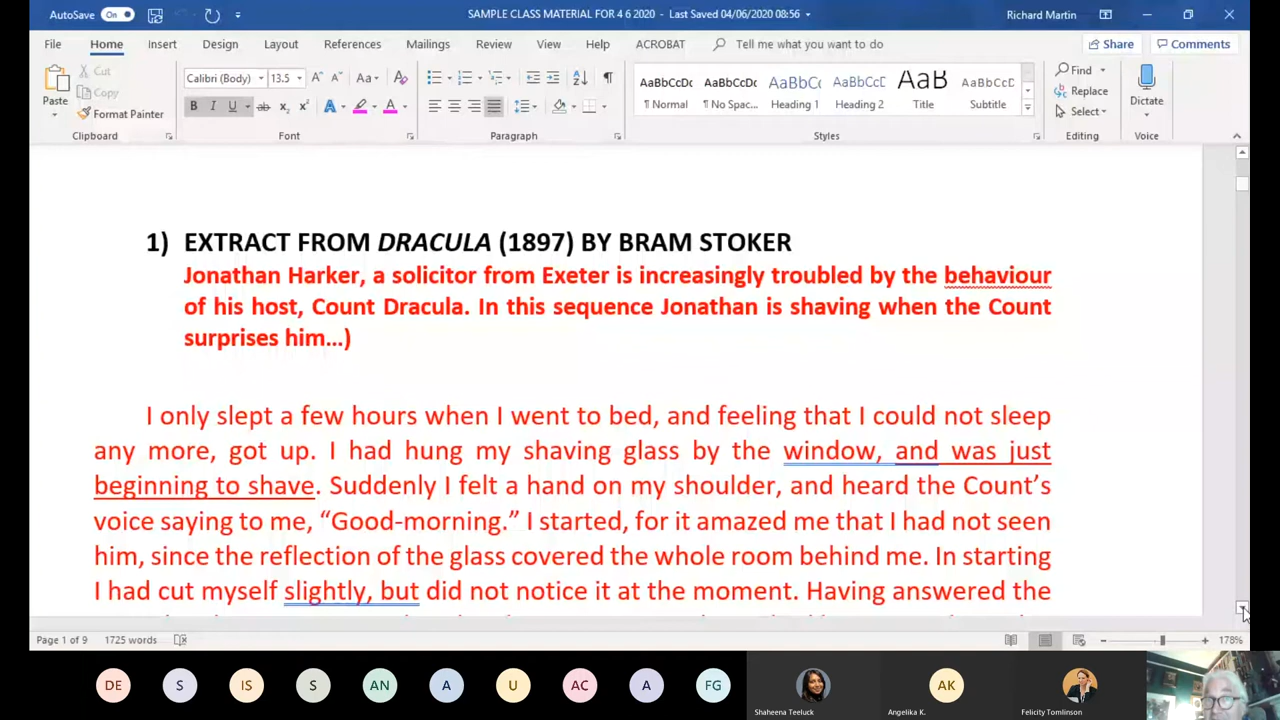 AutoSave On SAMPLE CLASS MATERIAL FOR 4 6 2020 - Last Saved 04/06/2020 08:56 Richard Martin
File Home Insert Design Layout References Mailings Review View Help ACROBAT Tell me what you want to do Share Comments
Paste Cut Copy Format Painter
Calibri (Body) 13.5
AaBbCcDc AaBbCcDc AaBbCc AaBbCcD AaB AaBbCcD
¶ Normal ¶ No Spac... Heading 1 Heading 2 Title Subtitle
Find Replace Select Dictate
Clipboard Font Paragraph Styles Editing Voice
1) EXTRACT FROM DRACULA (1897) BY BRAM STOKER
Jonathan Harker, a solicitor from Exeter is increasingly troubled by the behaviour
of his host, Count Dracula. In this sequence Jonathan is shaving when the Count
surprises him…)
I only slept a few hours when I went to bed, and feeling that I could not sleep
any more, got up. I had hung my shaving glass by the window, and was just
beginning to shave. Suddenly I felt a hand on my shoulder, and heard the Count’s
voice saying to me, “Good-morning.” I started, for it amazed me that I had not seen
him, since the reflection of the glass covered the whole room behind me. In starting
I had cut myself slightly, but did not notice it at the moment. Having answered the
Page 1 of 9 1725 words 178%
DE S IS S AN A U AC A FG AK
Shaheena Teeluck Angelika K. Felicity Tomlinson